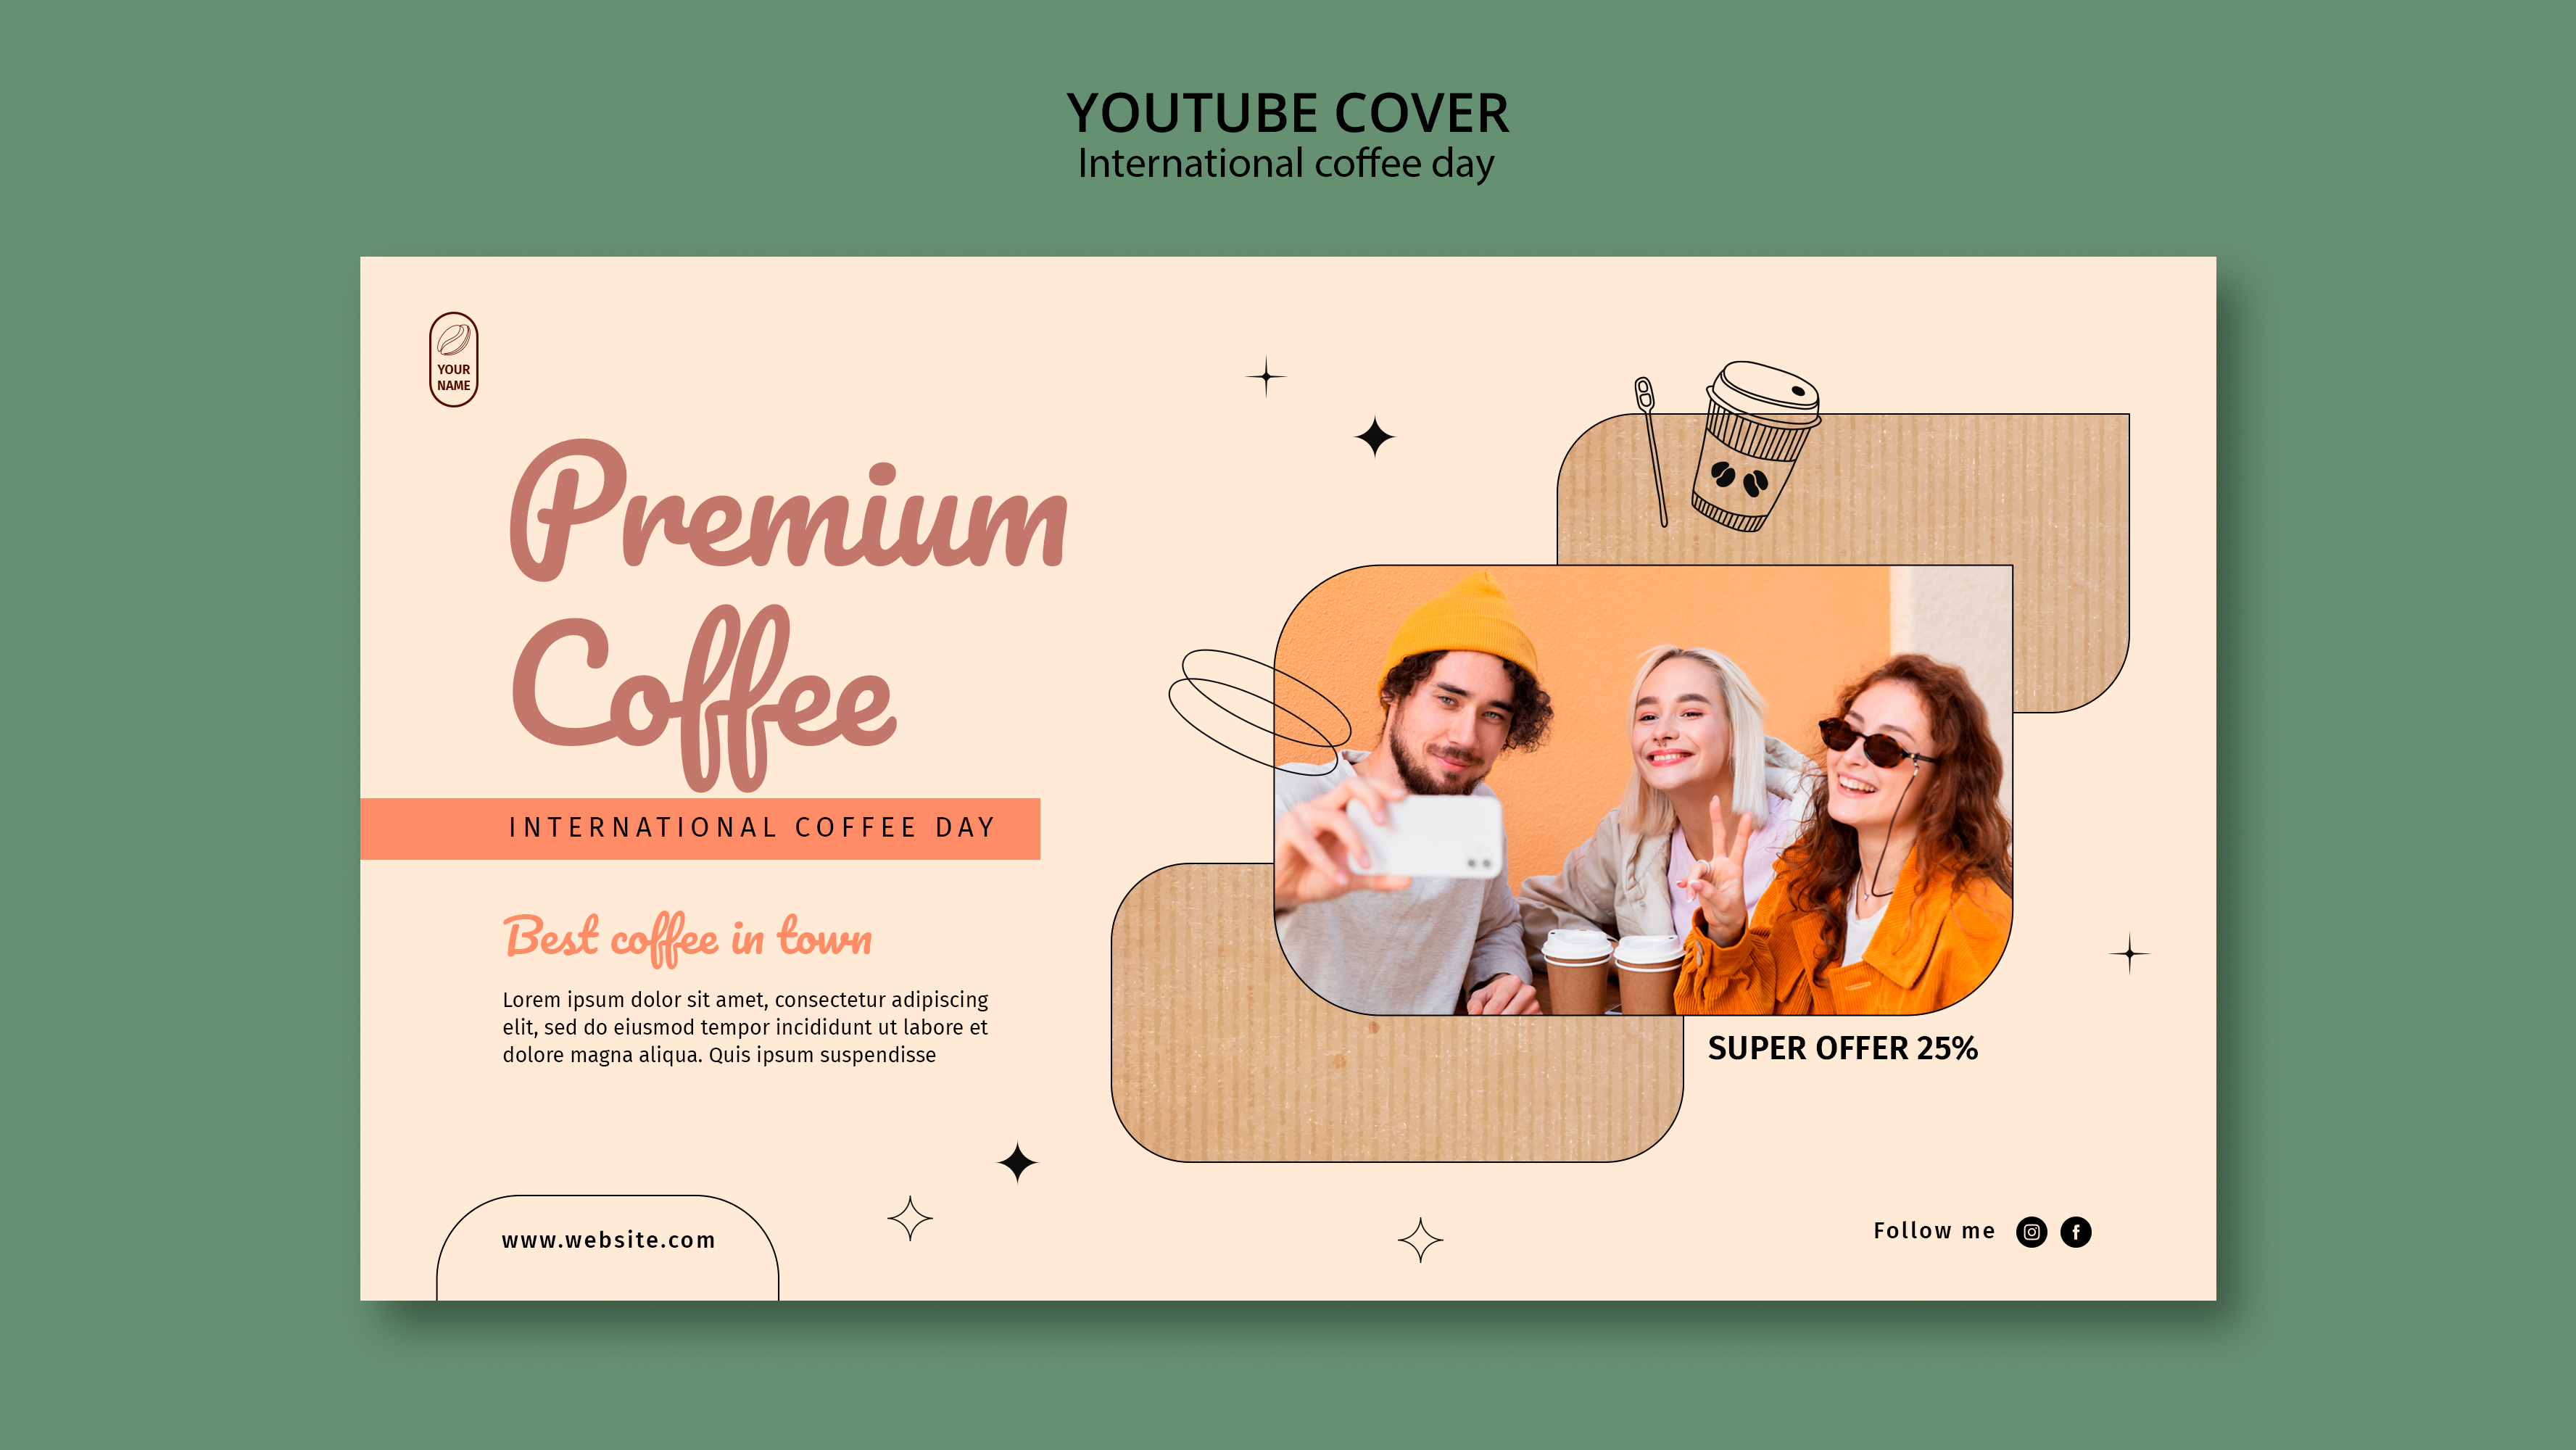 YOUTUBE COVER
International coffee day
YOUR
NAME
Premium
Coffee
INTERNATIONAL COFFEE DAY
Best coffee in town
Lorem ipsum dolor sit amet, consectetur adipiscing
elit, sed do eiusmod tempor incididunt ut labore et
dolore magna aliqua. Quis ipsum suspendisse
SUPER OFFER 25%
www.website.com
Follow me